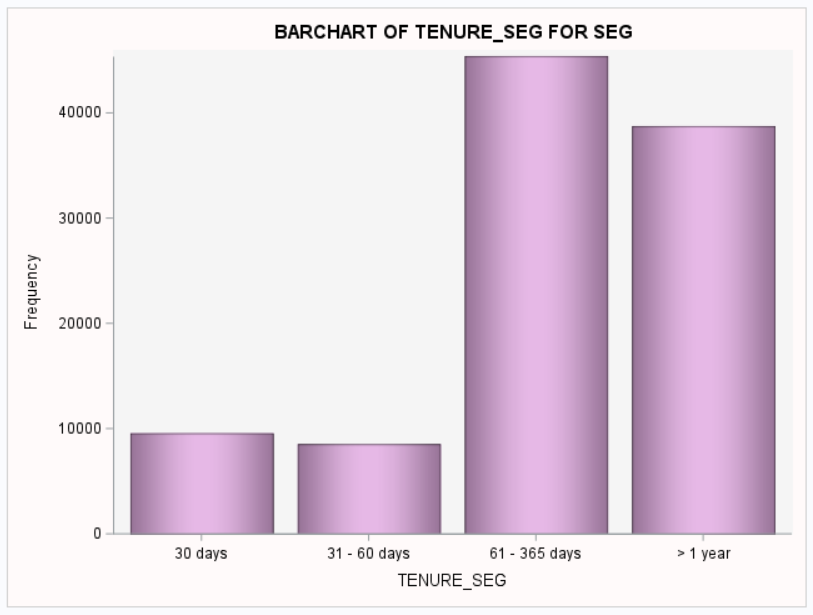 BARCHART OF TENURE_SEG FOR SEG
40000
30000
20000
10000
0
Frequency
30 days
31 - 60 days
61 - 365 days
> 1 year
TENURE_SEG